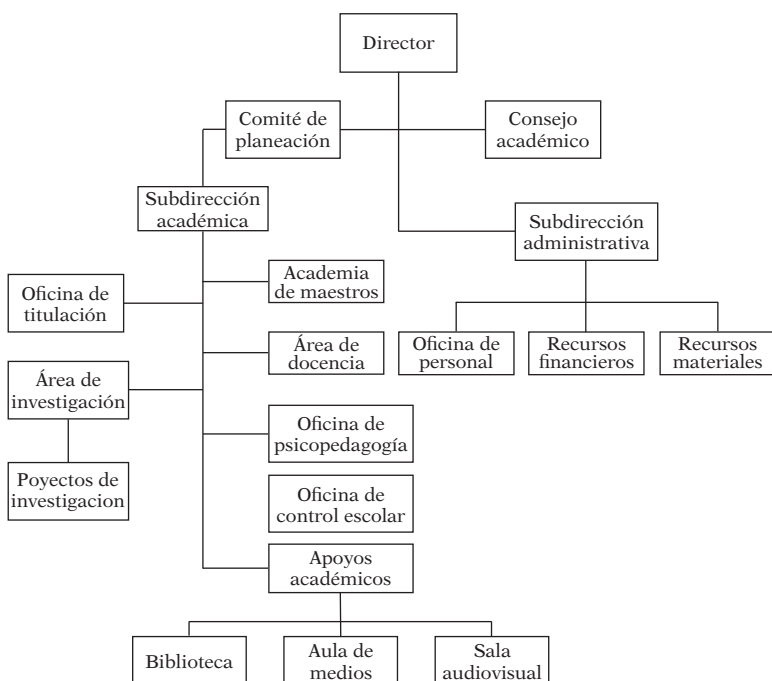 Director
Comité de
planeación
Consejo
académico
Subdirección
académica
Subdirección
administrativa
Academia
de maestros
Oficina de
titulación
Área de
docencia
Oficina de
personal
Recursos
financieros
Recursos
materiales
Área de
investigación
Oficina de
psicopedagogía
Poyectos de
investigacion
Oficina de
control escolar
Apoyos
académicos
Biblioteca
Aula de
medios
Sala
audiovisual